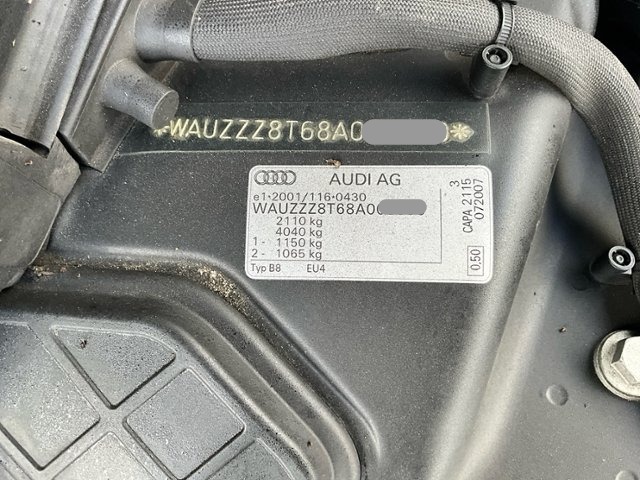 *WAUZZZ8T68A0 0*
AUDI AG
e1*2001/116*0430
WAUZZZ8T68A0
2110 kg
4040 kg
1 - 1150 kg
2 - 1065 kg
Typ B8 EU4
3
CAPA 2115
072007
0.50